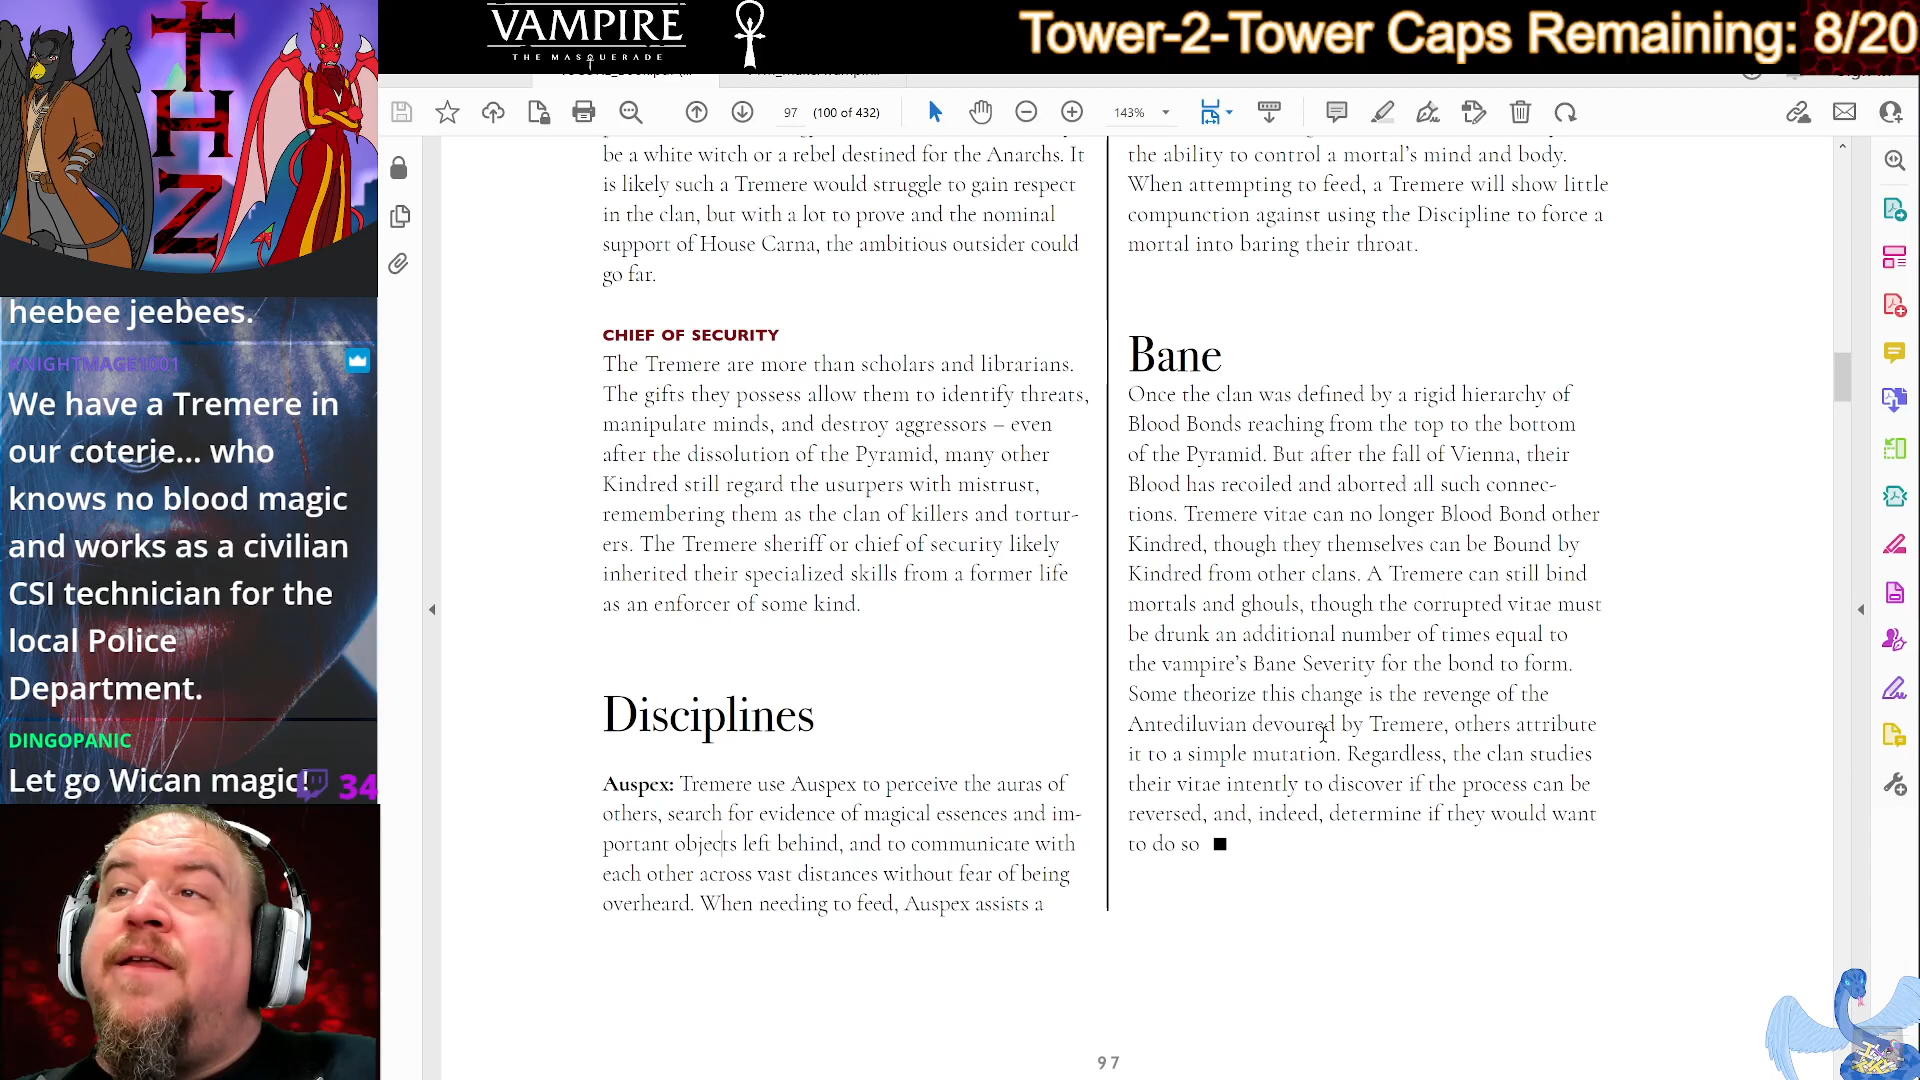 THZ
VAMPIRE
THE MASQUERADE
Tower-2-Tower Caps Remaining: 8/20
97
(100 of 432)
143%
heebee jeebees.
KNIGHTMAGE1001
We have a Tremere in
our coterie... who
knows no blood magic
and works as a civilian
CSI technician for the
local Police
Department.
DINGOPANIC
Let go Wican magic!
34
be a white witch or a rebel destined for the Anarchs. It
is likely such a Tremere would struggle to gain respect
in the clan, but with a lot to prove and the nominal
support of House Carna, the ambitious outsider could
go far.
CHIEF OF SECURITY
The Tremere are more than scholars and librarians.
The gifts they possess allow them to identify threats,
manipulate minds, and destroy aggressors – even
after the dissolution of the Pyramid, many other
Kindred still regard the usurpers with mistrust,
remembering them as the clan of killers and tortur-
ers. The Tremere sheriff or chief of security likely
inherited their specialized skills from a former life
as an enforcer of some kind.
Disciplines
Auspex: Tremere use Auspex to perceive the auras of
others, search for evidence of magical essences and im-
portant objects left behind, and to communicate with
each other across vast distances without fear of being
overheard. When needing to feed, Auspex assists a
the ability to control a mortal's mind and body.
When attempting to feed, a Tremere will show little
compunction against using the Discipline to force a
mortal into baring their throat.
Bane
Once the clan was defined by a rigid hierarchy of
Blood Bonds reaching from the top to the bottom
of the Pyramid. But after the fall of Vienna, their
Blood has recoiled and aborted all such connec-
tions. Tremere vitae can no longer Blood Bond other
Kindred, though they themselves can be Bound by
Kindred from other clans. A Tremere can still bind
mortals and ghouls, though the corrupted vitae must
be drunk an additional number of times equal to
the vampire's Bane Severity for the bond to form.
Some theorize this change is the revenge of the
Antediluvian devoured by Tremere, others attribute
it to a simple mutation. Regardless, the clan studies
their vitae intently to discover if the process can be
reversed, and, indeed, determine if they would want
to do so ■
97